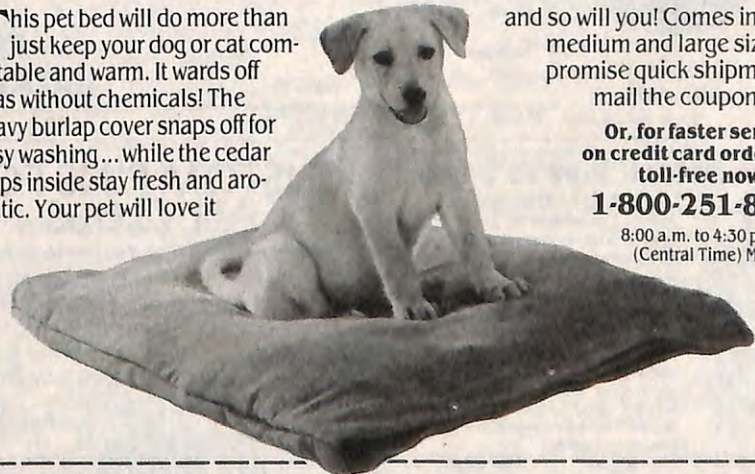 his pet bed will do more than
just keep your dog or cat com-
table and warm. It wards off
as without chemicals! The
avy burlap cover snaps off for
sy washing...while the cedar
ps inside stay fresh and aro-
tic. Your pet will love it
and so will you! Comes in
medium and large siz
promise quick shipm
mail the coupon
Or, for faster ser
on credit card orde
toll-free now
1-800-251-8
8:00 a.m. to 4:30 p
(Central Time) M